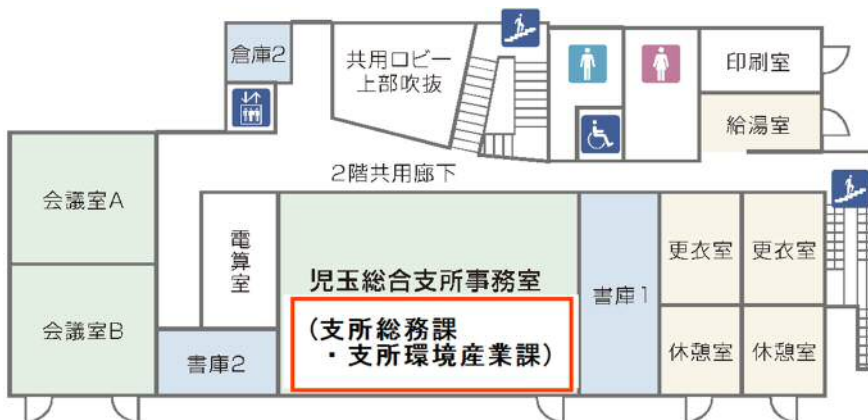 倉庫2
共用ロビー
上部吹抜
印刷室
給湯室
2階共用廊下
会議室A
会議室B
電算室
書庫2
児玉総合支所事務室
（支所総務課
・支所環境産業課）
書庫1
更衣室
更衣室
休憩室
休憩室